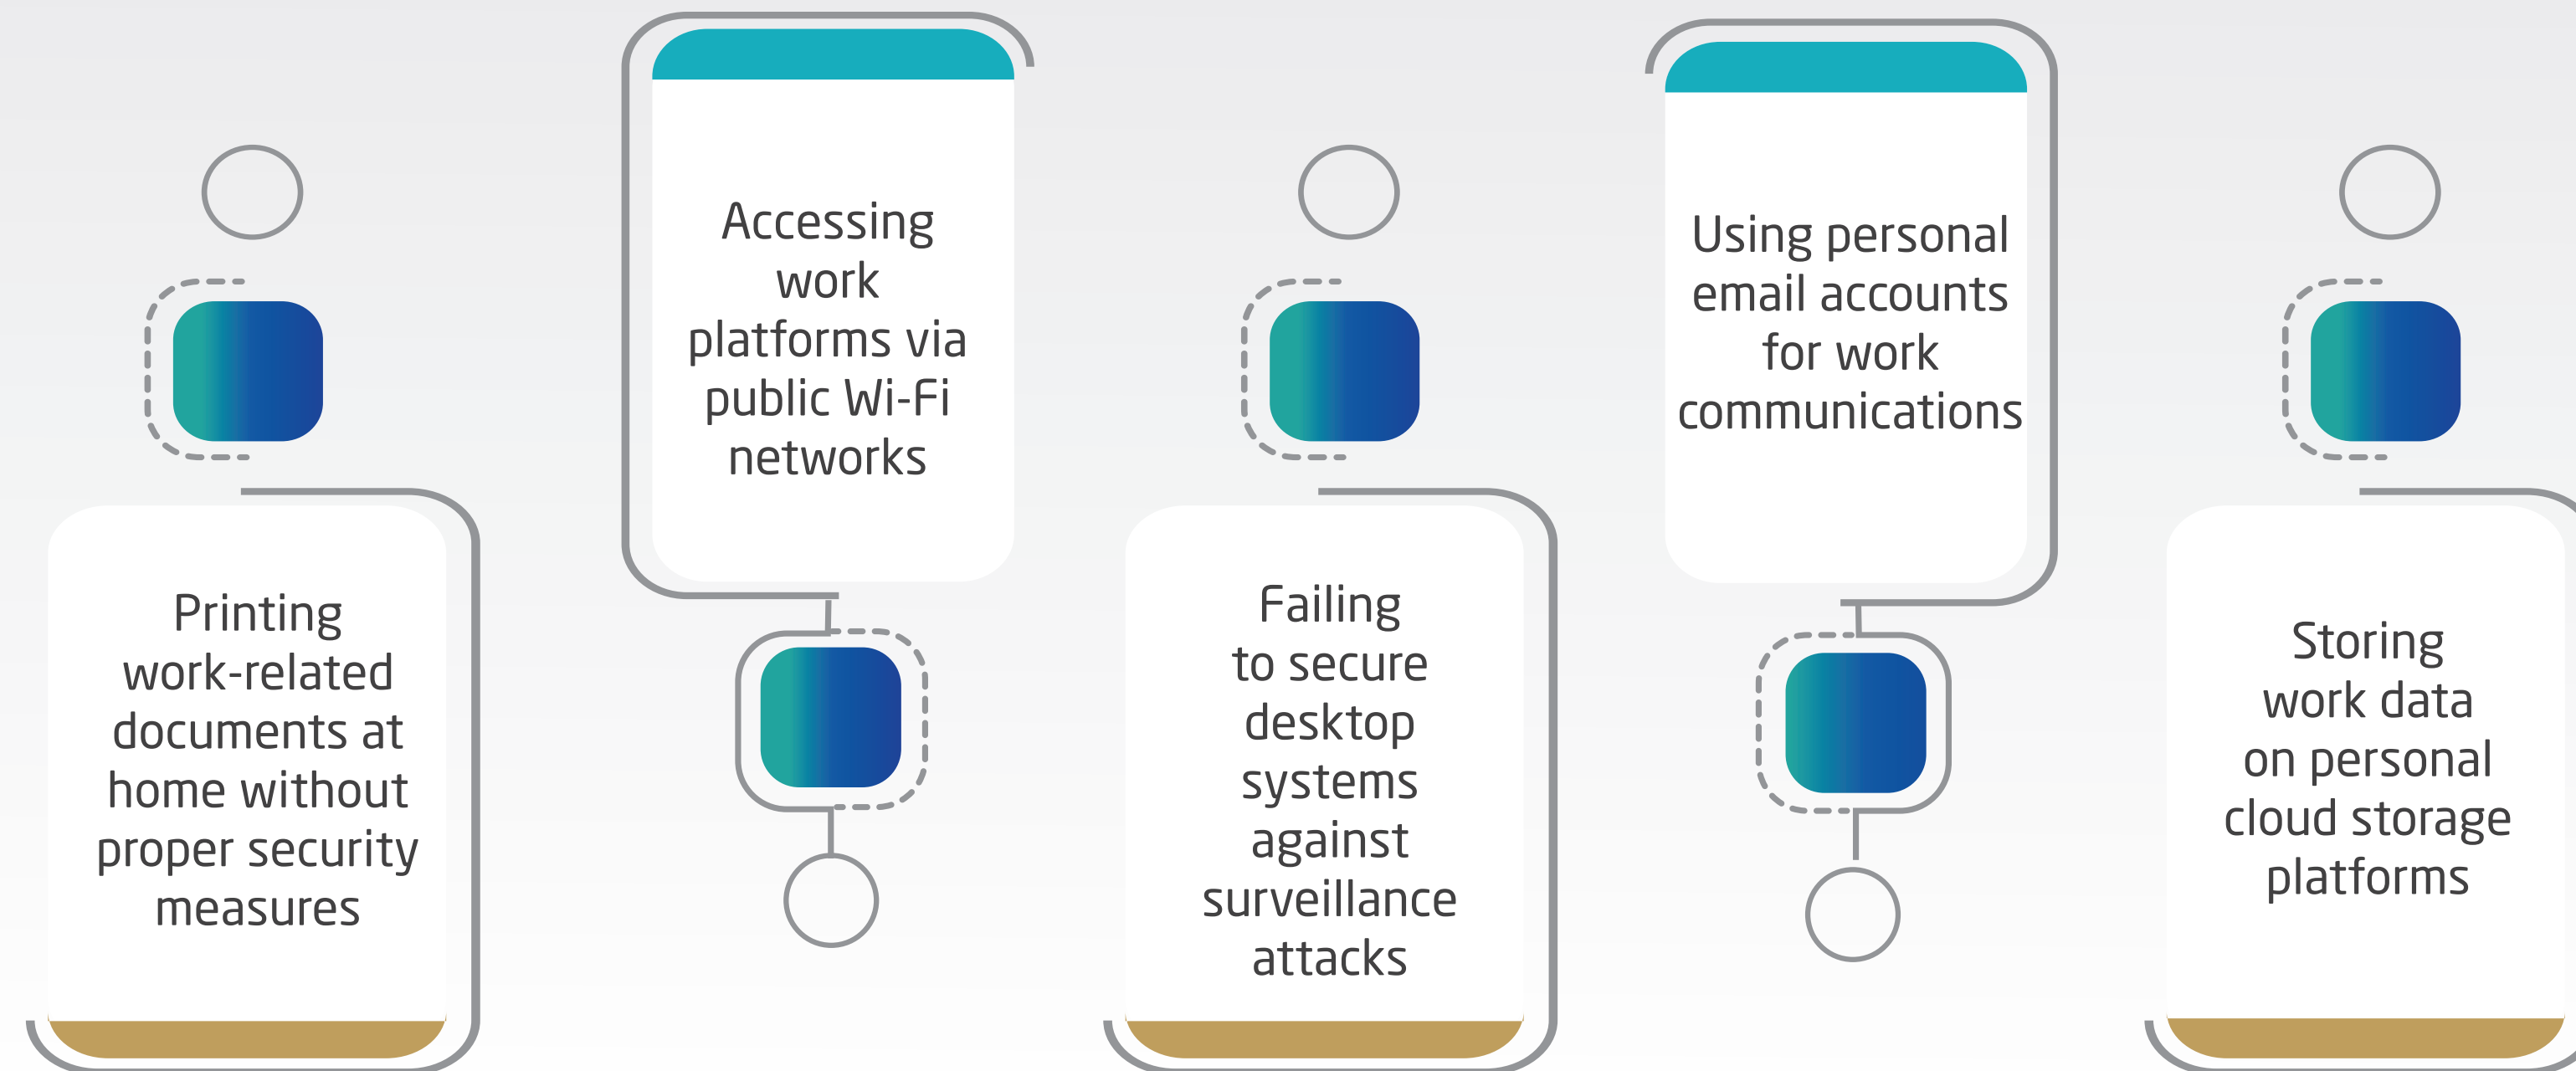 Printing
work-related
documents at
home without
proper security
measures
Accessing
work
platforms via
public Wi-Fi
networks
Failing
to secure
desktop
systems
against
surveillance
attacks
Using personal
email accounts
for work
communications
Storing
work data
on personal
cloud storage
platforms